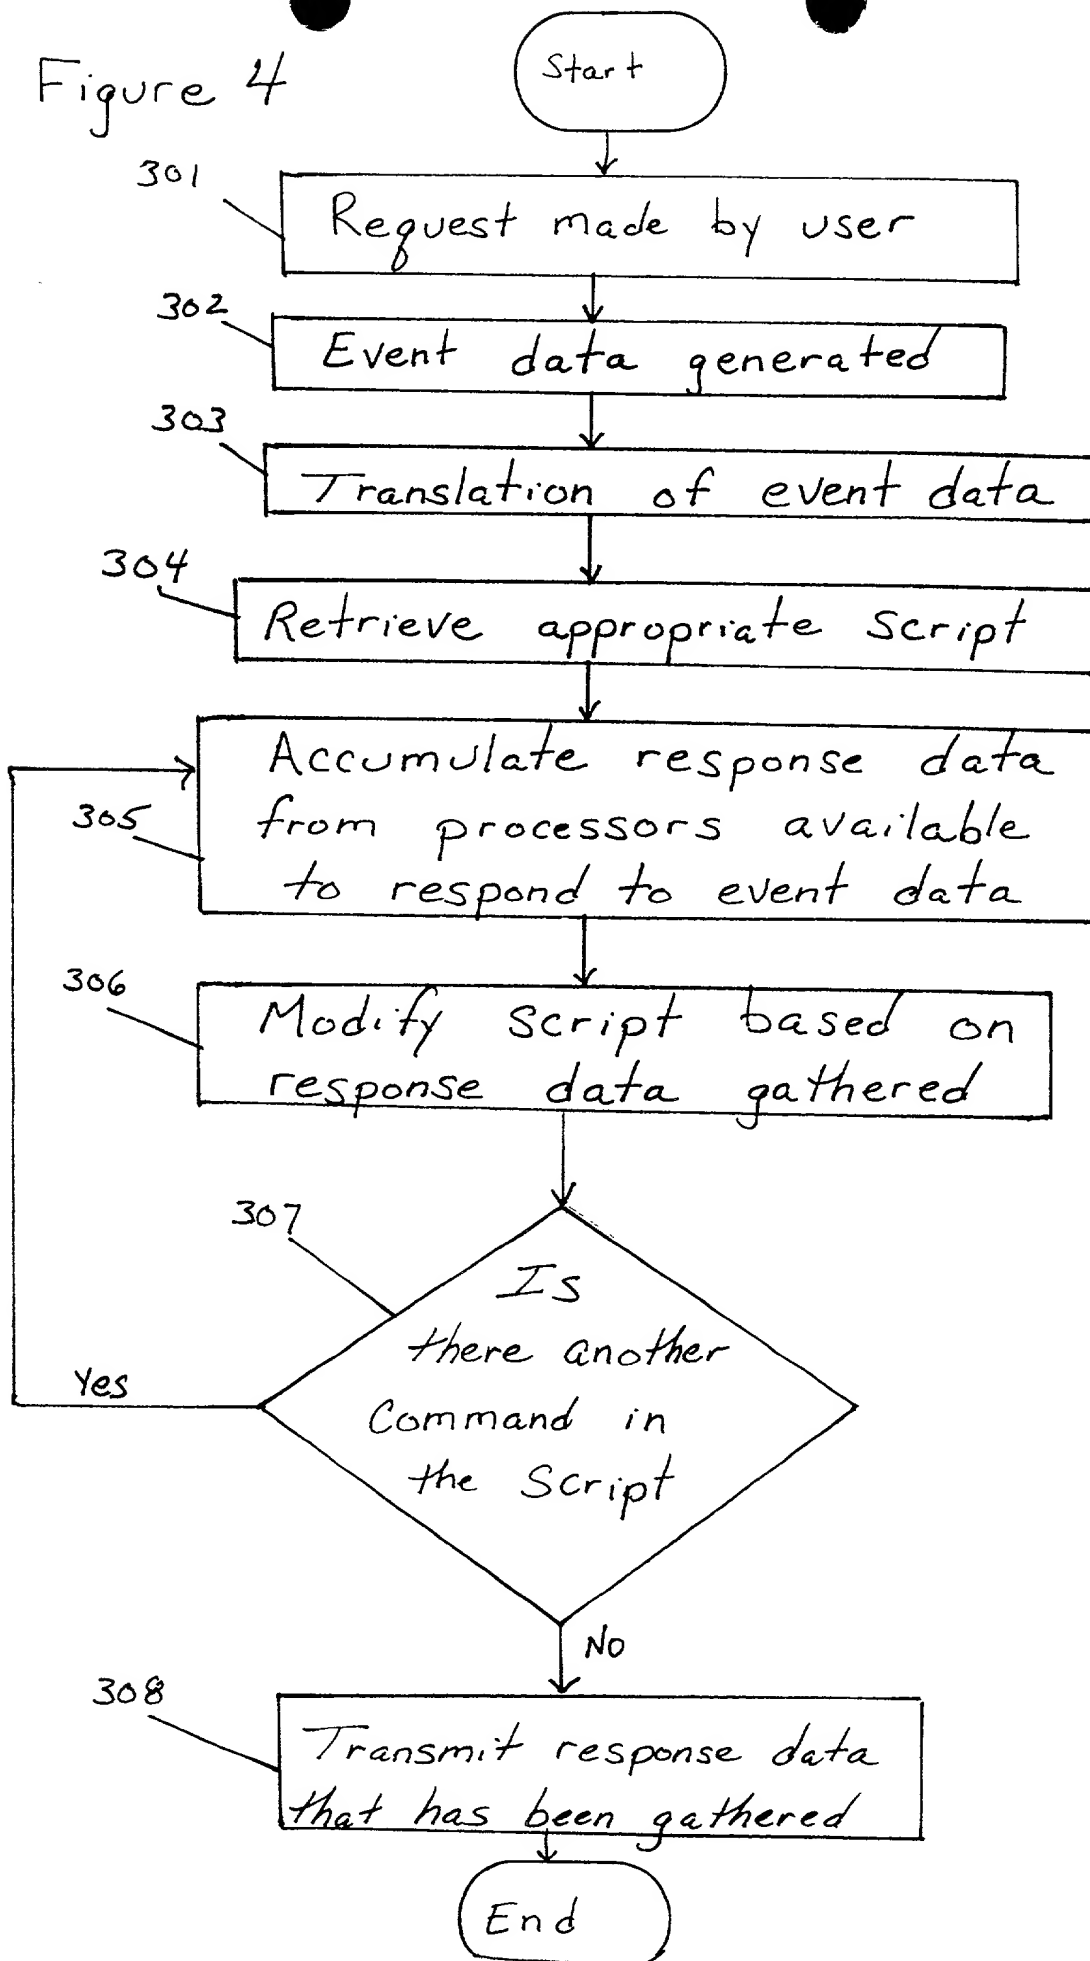 Figure 4
Start
301
Request made by user
302
Event data generated
303
Translation of event data
304
Retrieve appropriate Script
305
Accumulate response data
from processors available
to respond to event data
306
Modify Script based on
response data gathered
307
Is
there another
Command in
the Script
Yes
No
308
Transmit response data
that has been gathered
End